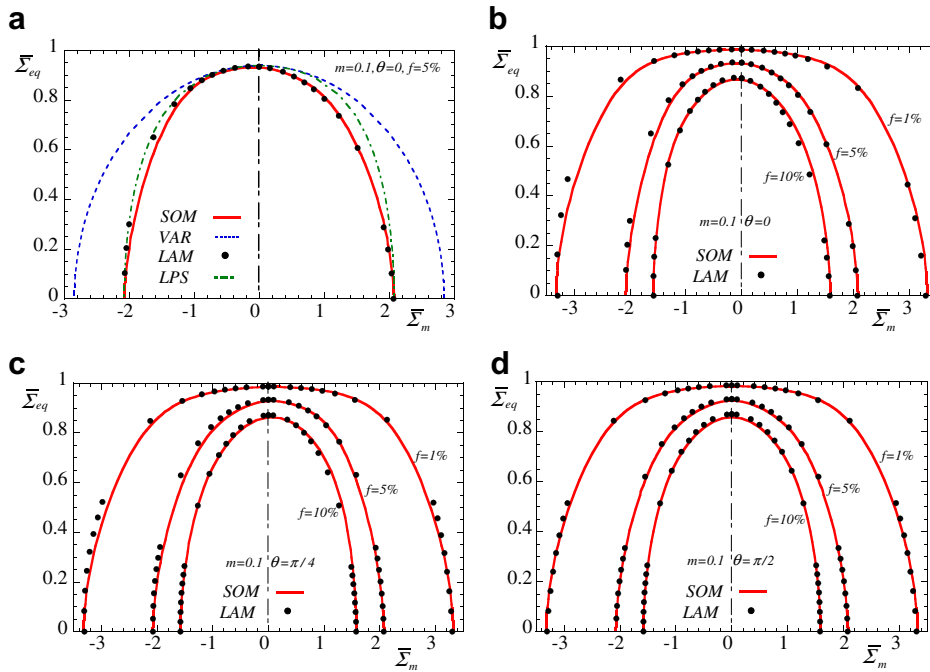 a
Σ̄eq
1
0.8
0.6
0.4
0.2
0
m=0.1, θ=0, f=5%
SOM
VAR
LAM
LPS
-3 -2 -1 0 1 2 3
Σ̄m
b
Σ̄eq
1
0.8
0.6
0.4
0.2
0
f=1%
f=5%
f=10%
m=0.1 θ=0
SOM
LAM
-3 -2 -1 0 1 2 3
Σ̄m
c
Σ̄eq
1
0.8
0.6
0.4
0.2
0
f=1%
f=5%
f=10%
m=0.1 θ=π/4
SOM
LAM
-3 -2 -1 0 1 2 3
Σ̄m
d
Σ̄eq
1
0.8
0.6
0.4
0.2
0
f=1%
f=5%
f=10%
m=0.1 θ=π/2
SOM
LAM
-3 -2 -1 0 1 2 3
Σ̄m